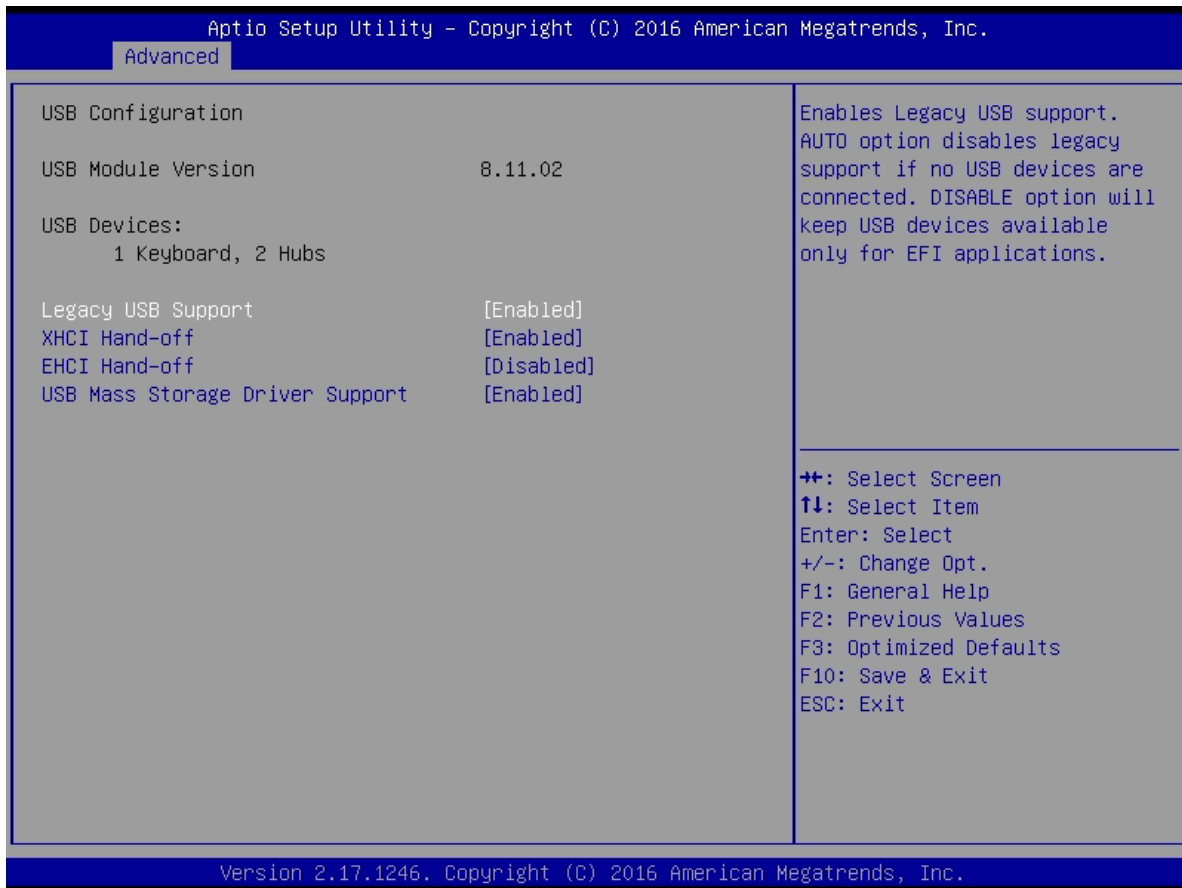 Aptio Setup Utility – Copyright (C) 2016 American Megatrends, Inc.
Advanced
USB Configuration
USB Module Version 8.11.02
USB Devices:
1 Keyboard, 2 Hubs
Legacy USB Support [Enabled]
XHCI Hand-off [Enabled]
EHCI Hand-off [Disabled]
USB Mass Storage Driver Support [Enabled]
Enables Legacy USB support.
AUTO option disables legacy
support if no USB devices are
connected. DISABLE option will
keep USB devices available
only for EFI applications.
→←: Select Screen
↑↓: Select Item
Enter: Select
+/-: Change Opt.
F1: General Help
F2: Previous Values
F3: Optimized Defaults
F10: Save & Exit
ESC: Exit
Version 2.17.1246. Copyright (C) 2016 American Megatrends, Inc.